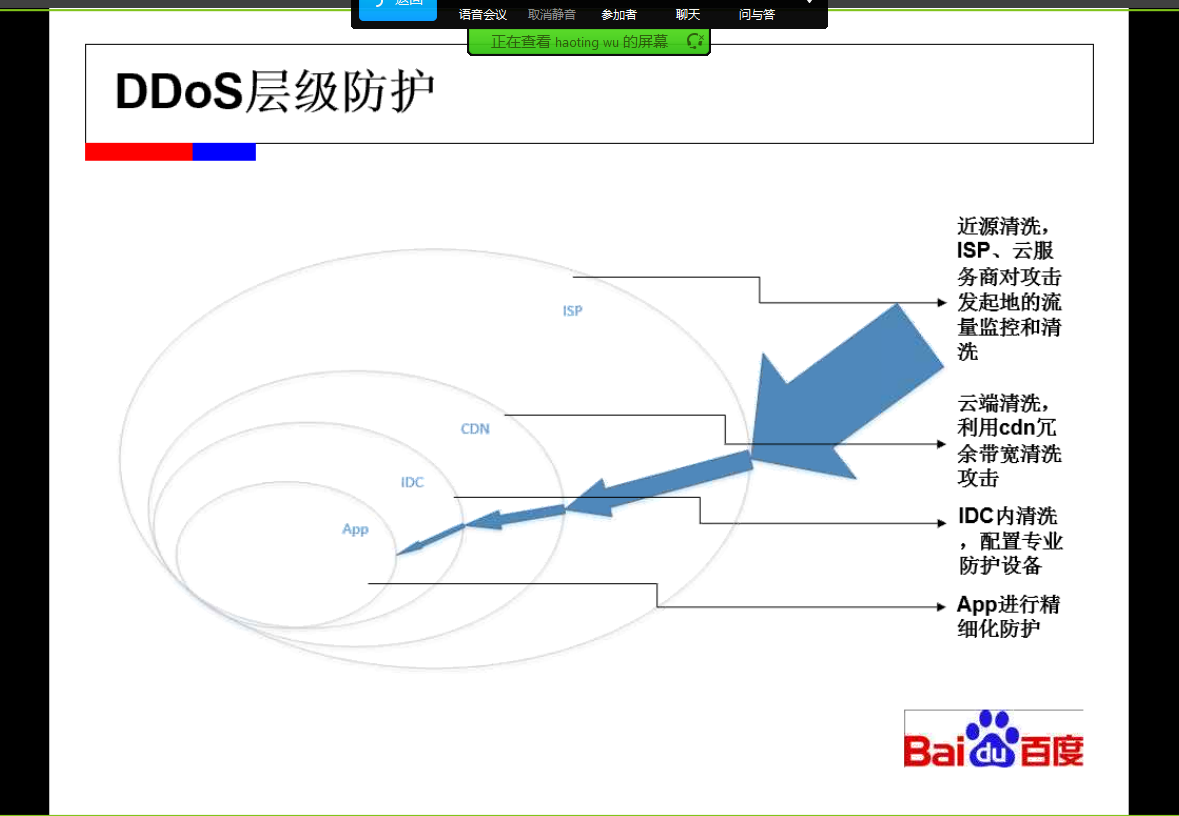 返回
语音会议 取消静音 参加者 聊天 问与答
正在查看 haoting wu 的屏幕
DDoS层级防护
近源清洗，
ISP、云服
务商对攻击
发起地的流
量监控和清
洗
ISP
云端清洗，
利用cdn冗
余带宽清洗
攻击
CDN
IDC
IDC内清洗
，配置专业
防护设备
App
App进行精
细化防护
Bai du 百度